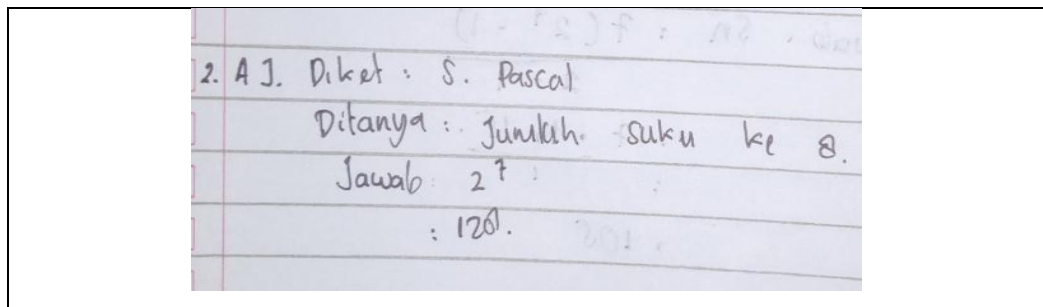 2. A]. Diket : S. Pascal
Ditanya : Jumlah suku ke 8.
Jawab 2⁷
: 128.